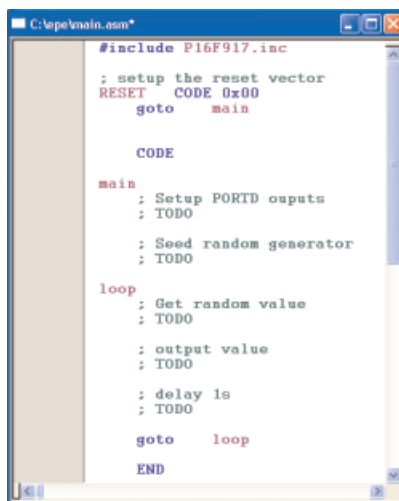 C:\epe\main.asm*
#include P16F917.inc
; setup the reset vector
RESET CODE 0x00
goto main
CODE
main
; Setup PORTD ouputs
; TODO
; Seed random generator
; TODO
loop
; Get random value
; TODO
; output value
; TODO
; delay 1s
; TODO
goto loop
END